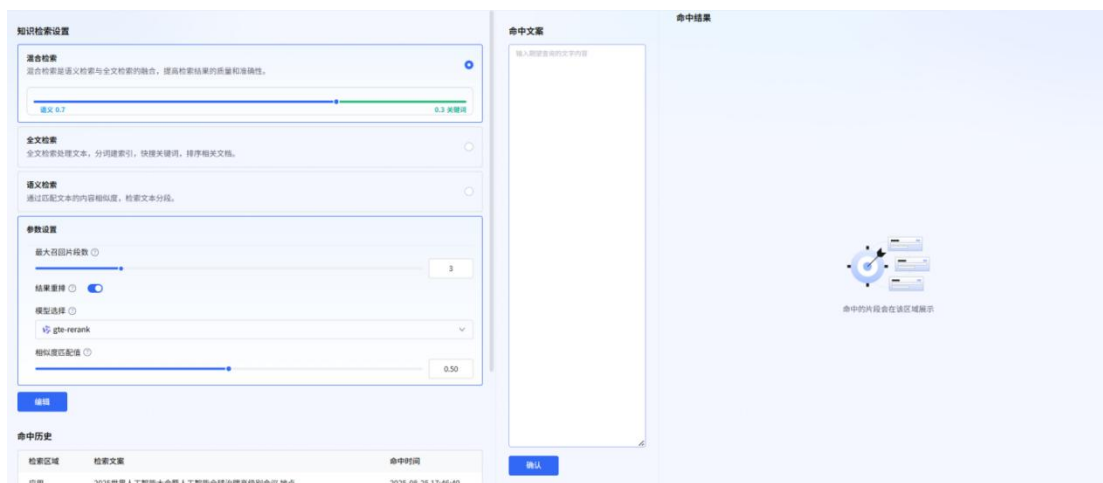 知识检索设置
混合检索
混合检索是语义检索与全文检索的融合，提高检索结果的质量和准确性。
语义 0.7
0.3 关键词
全文检索
全文检索处理文本，分词建索引，快搜关键词，排序相关文档。
语义检索
通过匹配文本的内容相似度，检索文本分段。
参数设置
最大召回片段数
3
结果重排
模型选择
gte-rerank
相似度匹配值
0.50
编辑
命中历史
检索区域 检索文案 命中时间
命中文案
输入期望查询的文字内容
确认
命中结果
命中的片段会在该区域展示